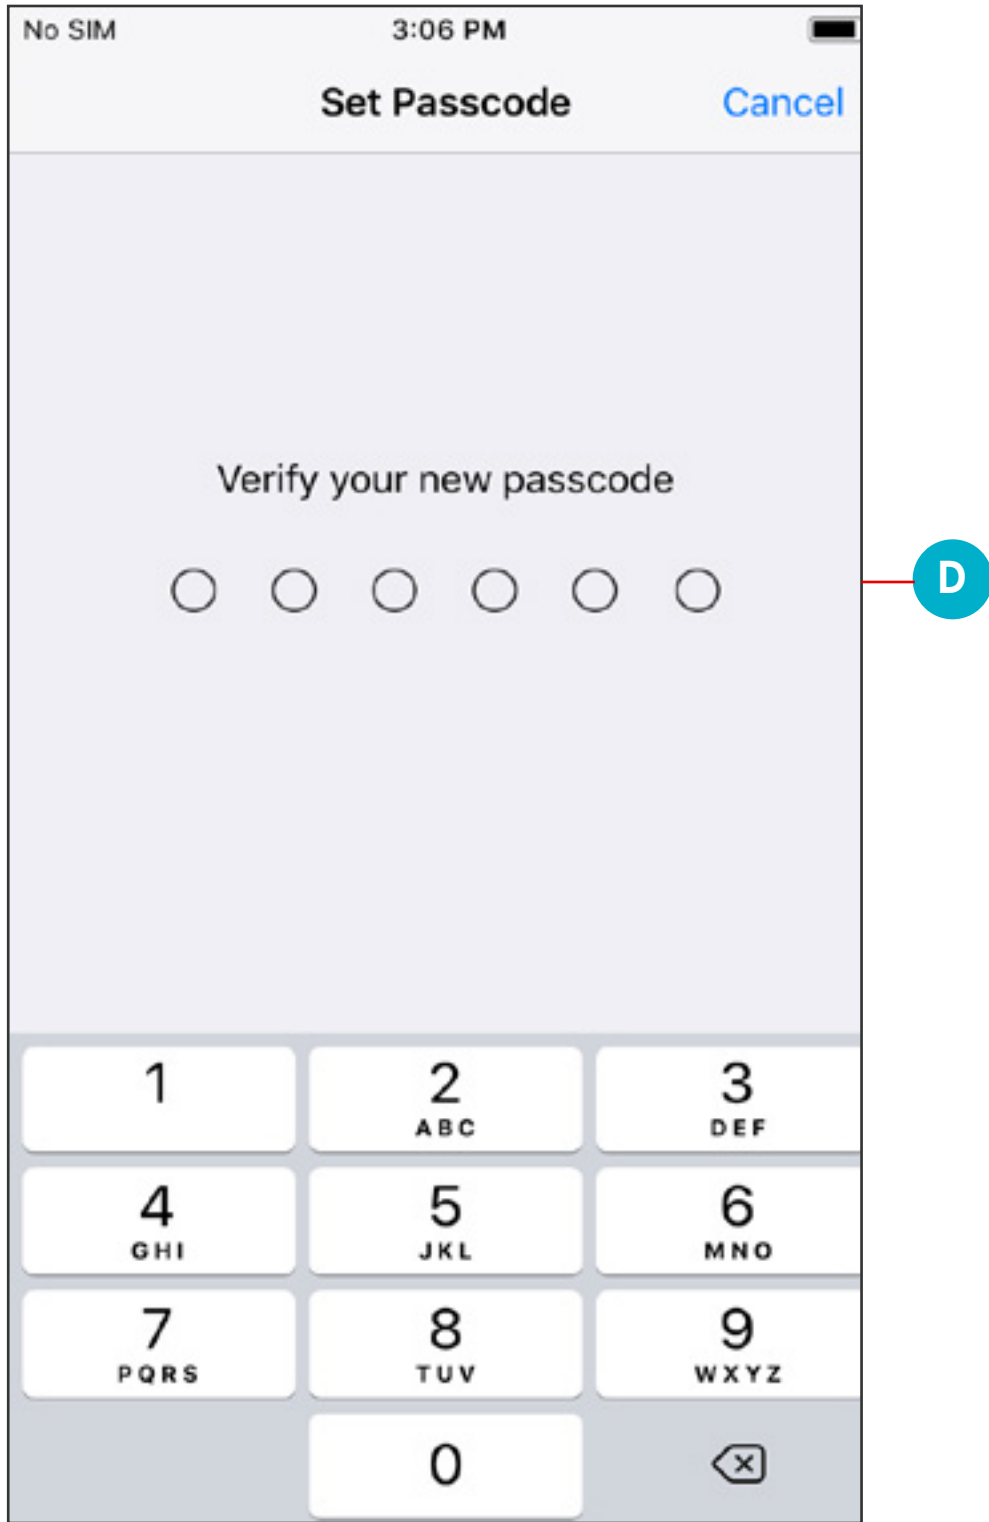 No SIM 3:06 PM
Set Passcode Cancel
Verify your new passcode
D
1 2 3
ABC DEF
4 5 6
GHI JKL MNO
7 8 9
PQRS TUV WXYZ
0